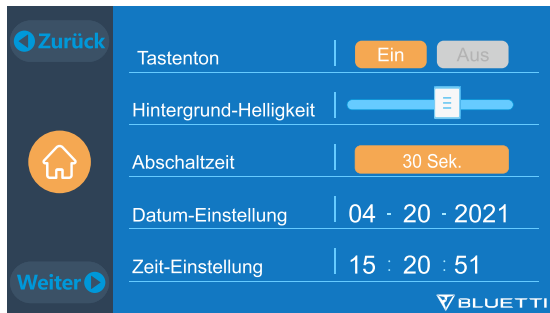 Zurück
Tastenton Ein Aus
Hintergrund-Helligkeit
Abschaltzeit 30 Sek.
Datum-Einstellung 04 - 20 - 2021
Zeit-Einstellung 15 : 20 : 51
Weiter
BLUETTI